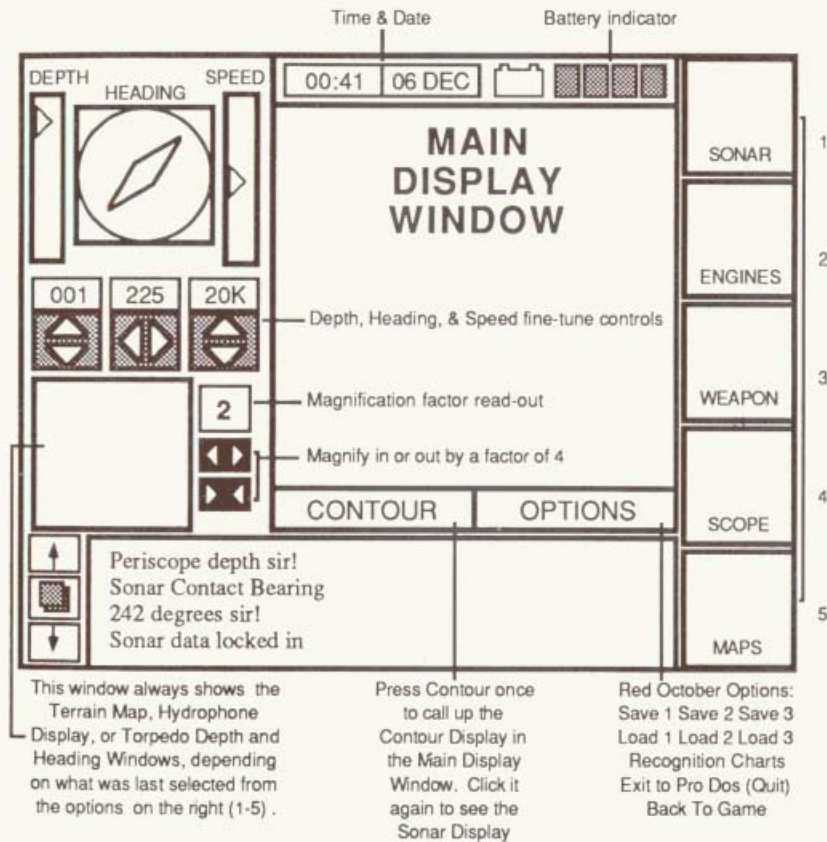 Time & Date
Battery indicator
DEPTH
HEADING
SPEED
00:41
06 DEC
MAIN
DISPLAY
WINDOW
SONAR
1
ENGINES
2
001
225
20K
Depth, Heading, & Speed fine-tune controls
WEAPON
3
2
Magnification factor read-out
Magnify in or out by a factor of 4
CONTOUR
OPTIONS
SCOPE
4
Periscope depth sir!
Sonar Contact Bearing
242 degrees sir!
Sonar data locked in
MAPS
5
This window always shows the
Terrain Map, Hydrophone
Display, or Torpedo Depth and
Heading Windows, depending
on what was last selected from
the options on the right (1-5) .
Press Contour once
to call up the
Contour Display in
the Main Display
Window. Click it
again to see the
Sonar Display
Red October Options:
Save 1 Save 2 Save 3
Load 1 Load 2 Load 3
Recognition Charts
Exit to Pro Dos (Quit)
Back To Game